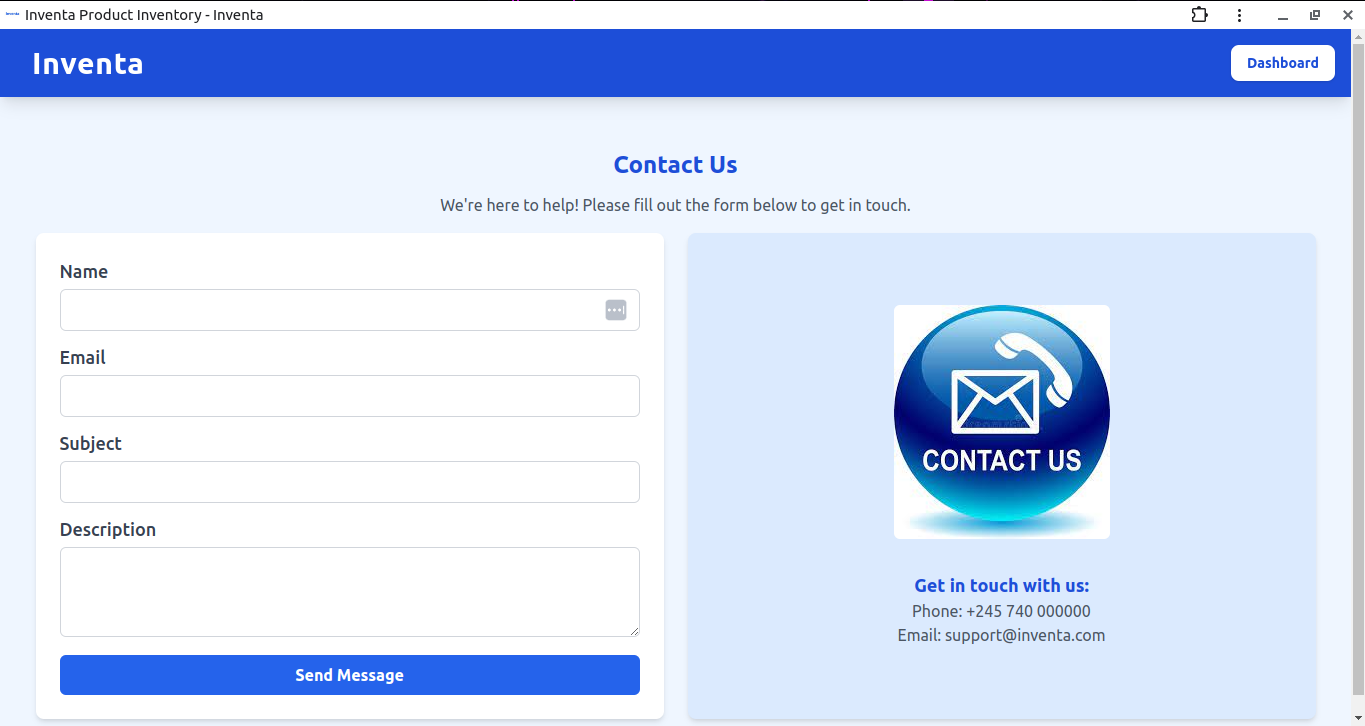 Inventa Product Inventory - Inventa
Inventa
Dashboard
Contact Us
We're here to help! Please fill out the form below to get in touch.
Name
Email
Subject
Description
Send Message
CONTACT US
Get in touch with us:
Phone: +245 740 000000
Email: support@inventa.com